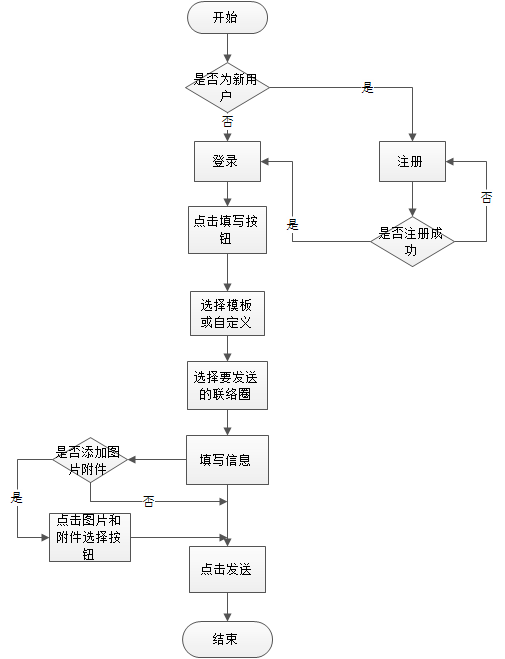 开始
是否为新用
户
是
否
登录
注册
否
点击填写按
钮
是
是否注册成
功
选择模板
或自定义
选择要发送
的联络圈
是否添加图
片附件
填写信息
是
否
点击图片和
附件选择按
钮
点击发送
结束